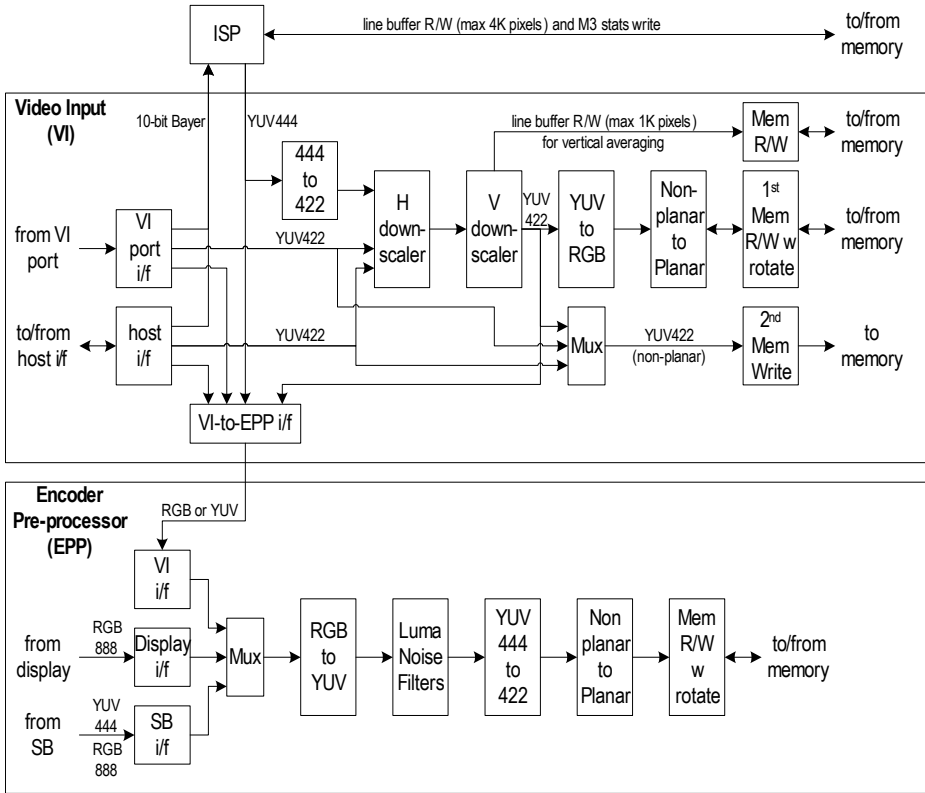 ISP
line buffer R/W (max 4K pixels) and M3 stats write
to/from
memory
Video Input
(VI)
10-bit Bayer
YUV444
line buffer R/W (max 1K pixels)
for vertical averaging
Mem
R/W
to/from
memory
444
to
422
H
down-
scaler
V
down-
scaler
YUV
422
YUV
to
RGB
Non-
planar
to
Planar
1st
Mem
R/W w
rotate
to/from
memory
from VI
port
VI
port
i/f
YUV422
to/from
host i/f
host
i/f
YUV422
Mux
YUV422
(non-planar)
2nd
Mem
Write
to
memory
VI-to-EPP i/f
Encoder
Pre-processor
(EPP)
RGB or YUV
VI
i/f
from
display
RGB
888
Display
i/f
Mux
RGB
to
YUV
Luma
Noise
Filters
YUV
444
to
422
Non
planar
to
Planar
Mem
R/W
w
rotate
to/from
memory
from
SB
YUV
444
RGB
888
SB
i/f